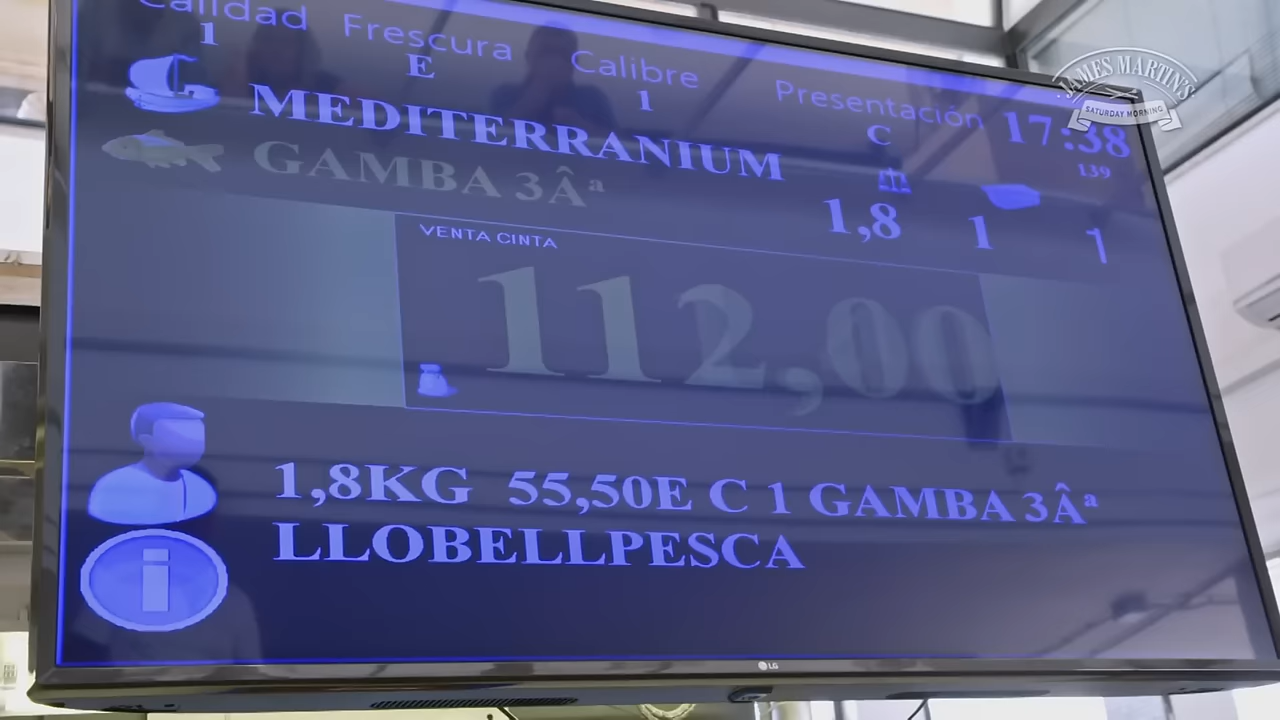 Calidad Frescura Calibre Presentación
1 E 1 C
MEDITERRANIUM 17:38
139
GAMBA 3Âª 1,8 1 1
VENTA CINTA
112,00
1,8KG 55,50E C 1 GAMBA 3Âª
LLOBELLPESCA
i
LG
JAMES MARTIN'S
SATURDAY MORNING